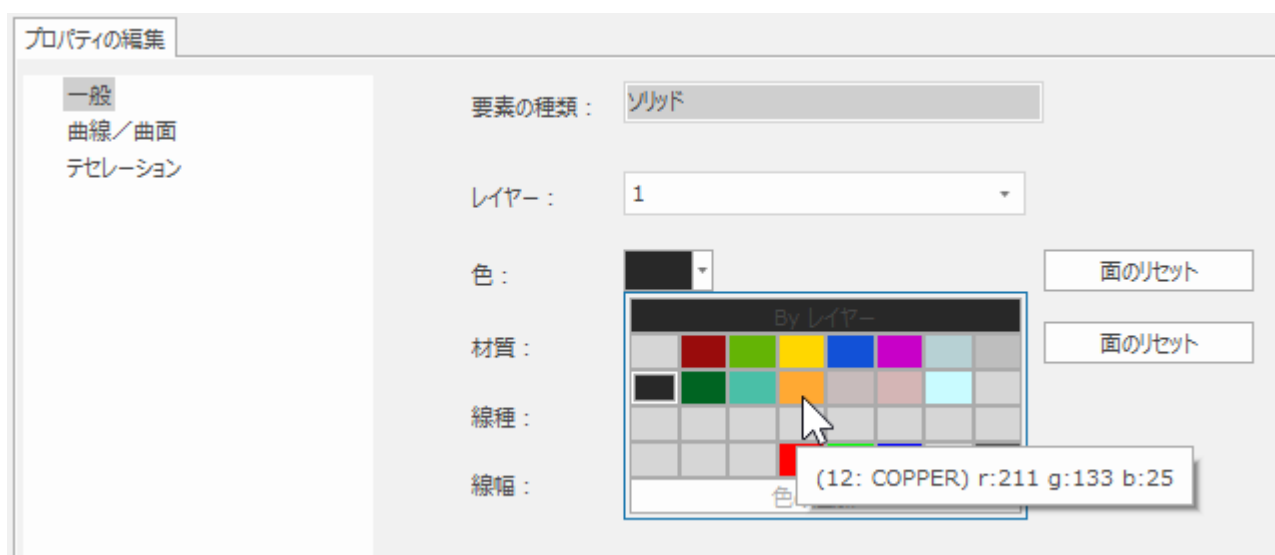 プロパティの編集
一般
曲線／曲面
テセレーション
要素の種類：
ソリッド
レイヤー：
1
色：
面のリセット
By レイヤー
材質：
面のリセット
線種：
(12: COPPER) r:211 g:133 b:25
線幅：